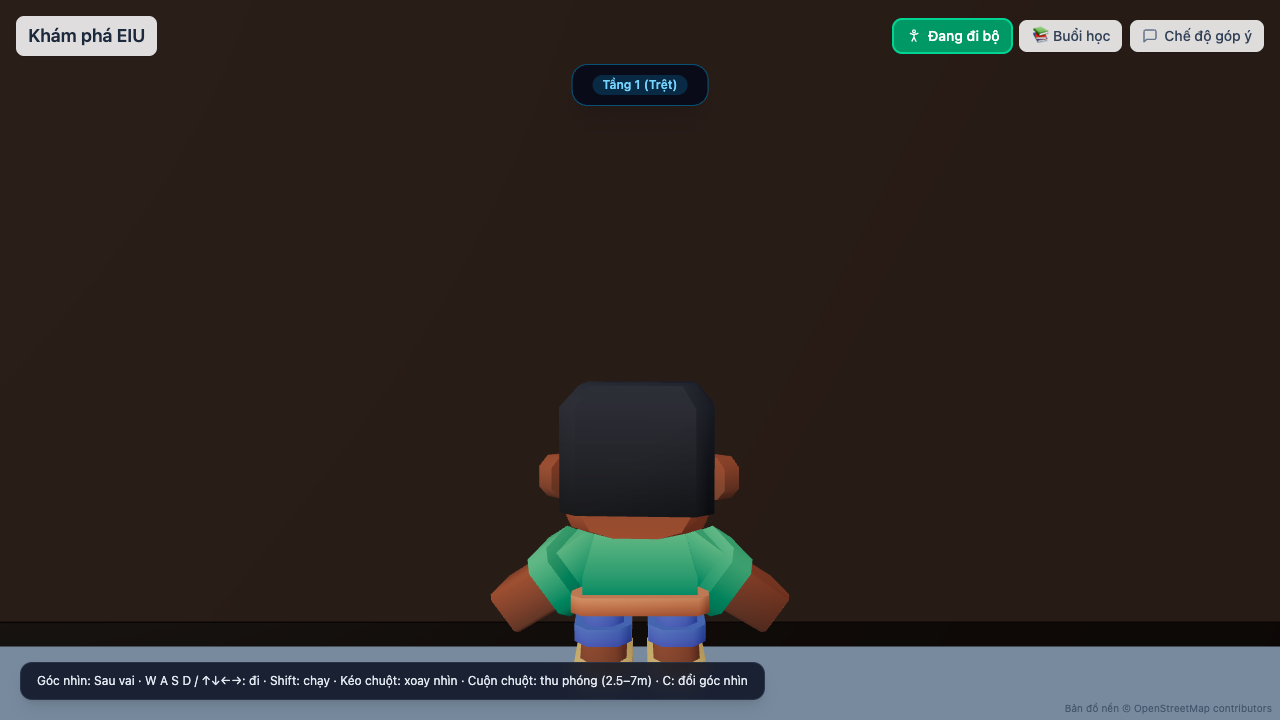 Khám phá EIU
Đang đi bộ
Buổi học
Chế độ góp ý
Tầng 1 (Trệt)
Góc nhìn: Sau vai · W A S D / ↑↓←→: đi · Shift: chạy · Kéo chuột: xoay nhìn · Cuộn chuột: thu phóng (2.5–7m) · C: đổi góc nhìn
Bản đồ nền © OpenStreetMap contributors